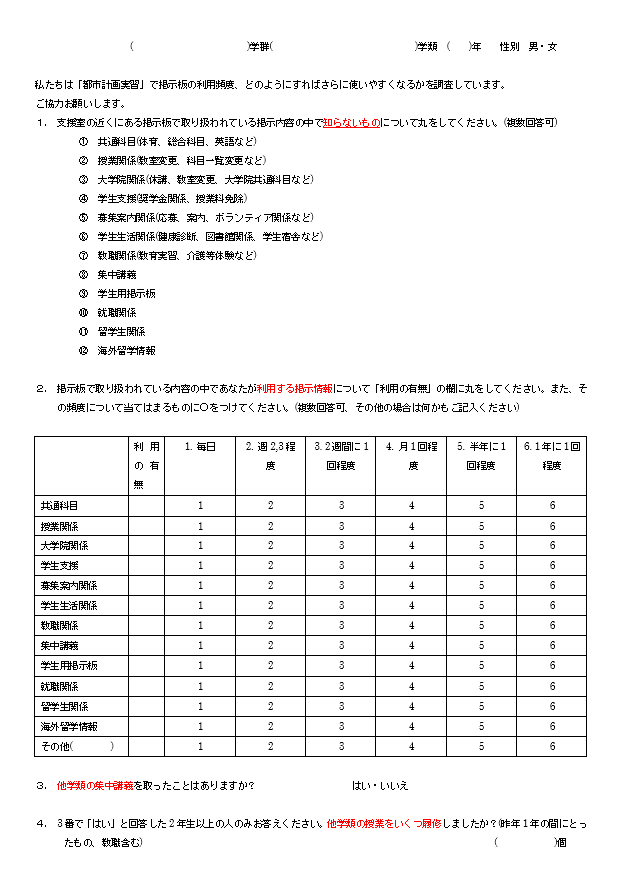 (　　　　　　　　　　)学群(　　　　　　　　　　　　)学類　(　　)年　　性別　男・女
私たちは「都市計画実習」で掲示板の利用頻度、どのようにすればさらに使いやすくなるかを調査しています。
ご協力お願いします。
1.　支援室の近くにある掲示板で取り扱われている掲示内容の中で知らないものについて丸をしてください。(複数回答可)
①　共通科目(体育、総合科目、英語など)
②　授業関係(教室変更、科目一覧変更など)
③　大学院関係(休講、教室変更、大学院共通科目など)
④　学生支援(奨学金関係、授業料免除)
⑤　募集案内関係(応募、案内、ボランティア関係など)
⑥　学生生活関係(健康診断、図書館関係、学生宿舎など)
⑦　教職関係(教育実習、介護等体験など)
⑧　集中講義
⑨　学生用掲示板
⑩　就職関係
⑪　留学生関係
⑫　海外留学情報
2.　掲示板で取り扱われている内容の中であなたが利用する掲示情報について「利用の有無」の欄に丸をしてください。また、そ
の頻度について当てはまるものに○をつけてください。(複数回答可、その他の場合は何かもご記入ください)
利用の有無　1. 毎日　2. 週2,3程度　3. 2週間に1回程度　4. 月1回程度　5. 半年に1回程度　6. 1年に1回程度
共通科目　1　2　3　4　5　6
授業関係　1　2　3　4　5　6
大学院関係　1　2　3　4　5　6
学生支援　1　2　3　4　5　6
募集案内関係　1　2　3　4　5　6
学生生活関係　1　2　3　4　5　6
教職関係　1　2　3　4　5　6
集中講義　1　2　3　4　5　6
学生用掲示板　1　2　3　4　5　6
就職関係　1　2　3　4　5　6
留学生関係　1　2　3　4　5　6
海外留学情報　1　2　3　4　5　6
その他(　　　)　1　2　3　4　5　6
3.　他学類の集中講義を取ったことはありますか？　　　　　　はい・いいえ
4.　3番で「はい」と回答した2年生以上の人のみお答えください。他学類の授業をいくつ履修しましたか？(昨年1年の間にとっ
たもの、教職含む)　　　　　　(　　　　　)個